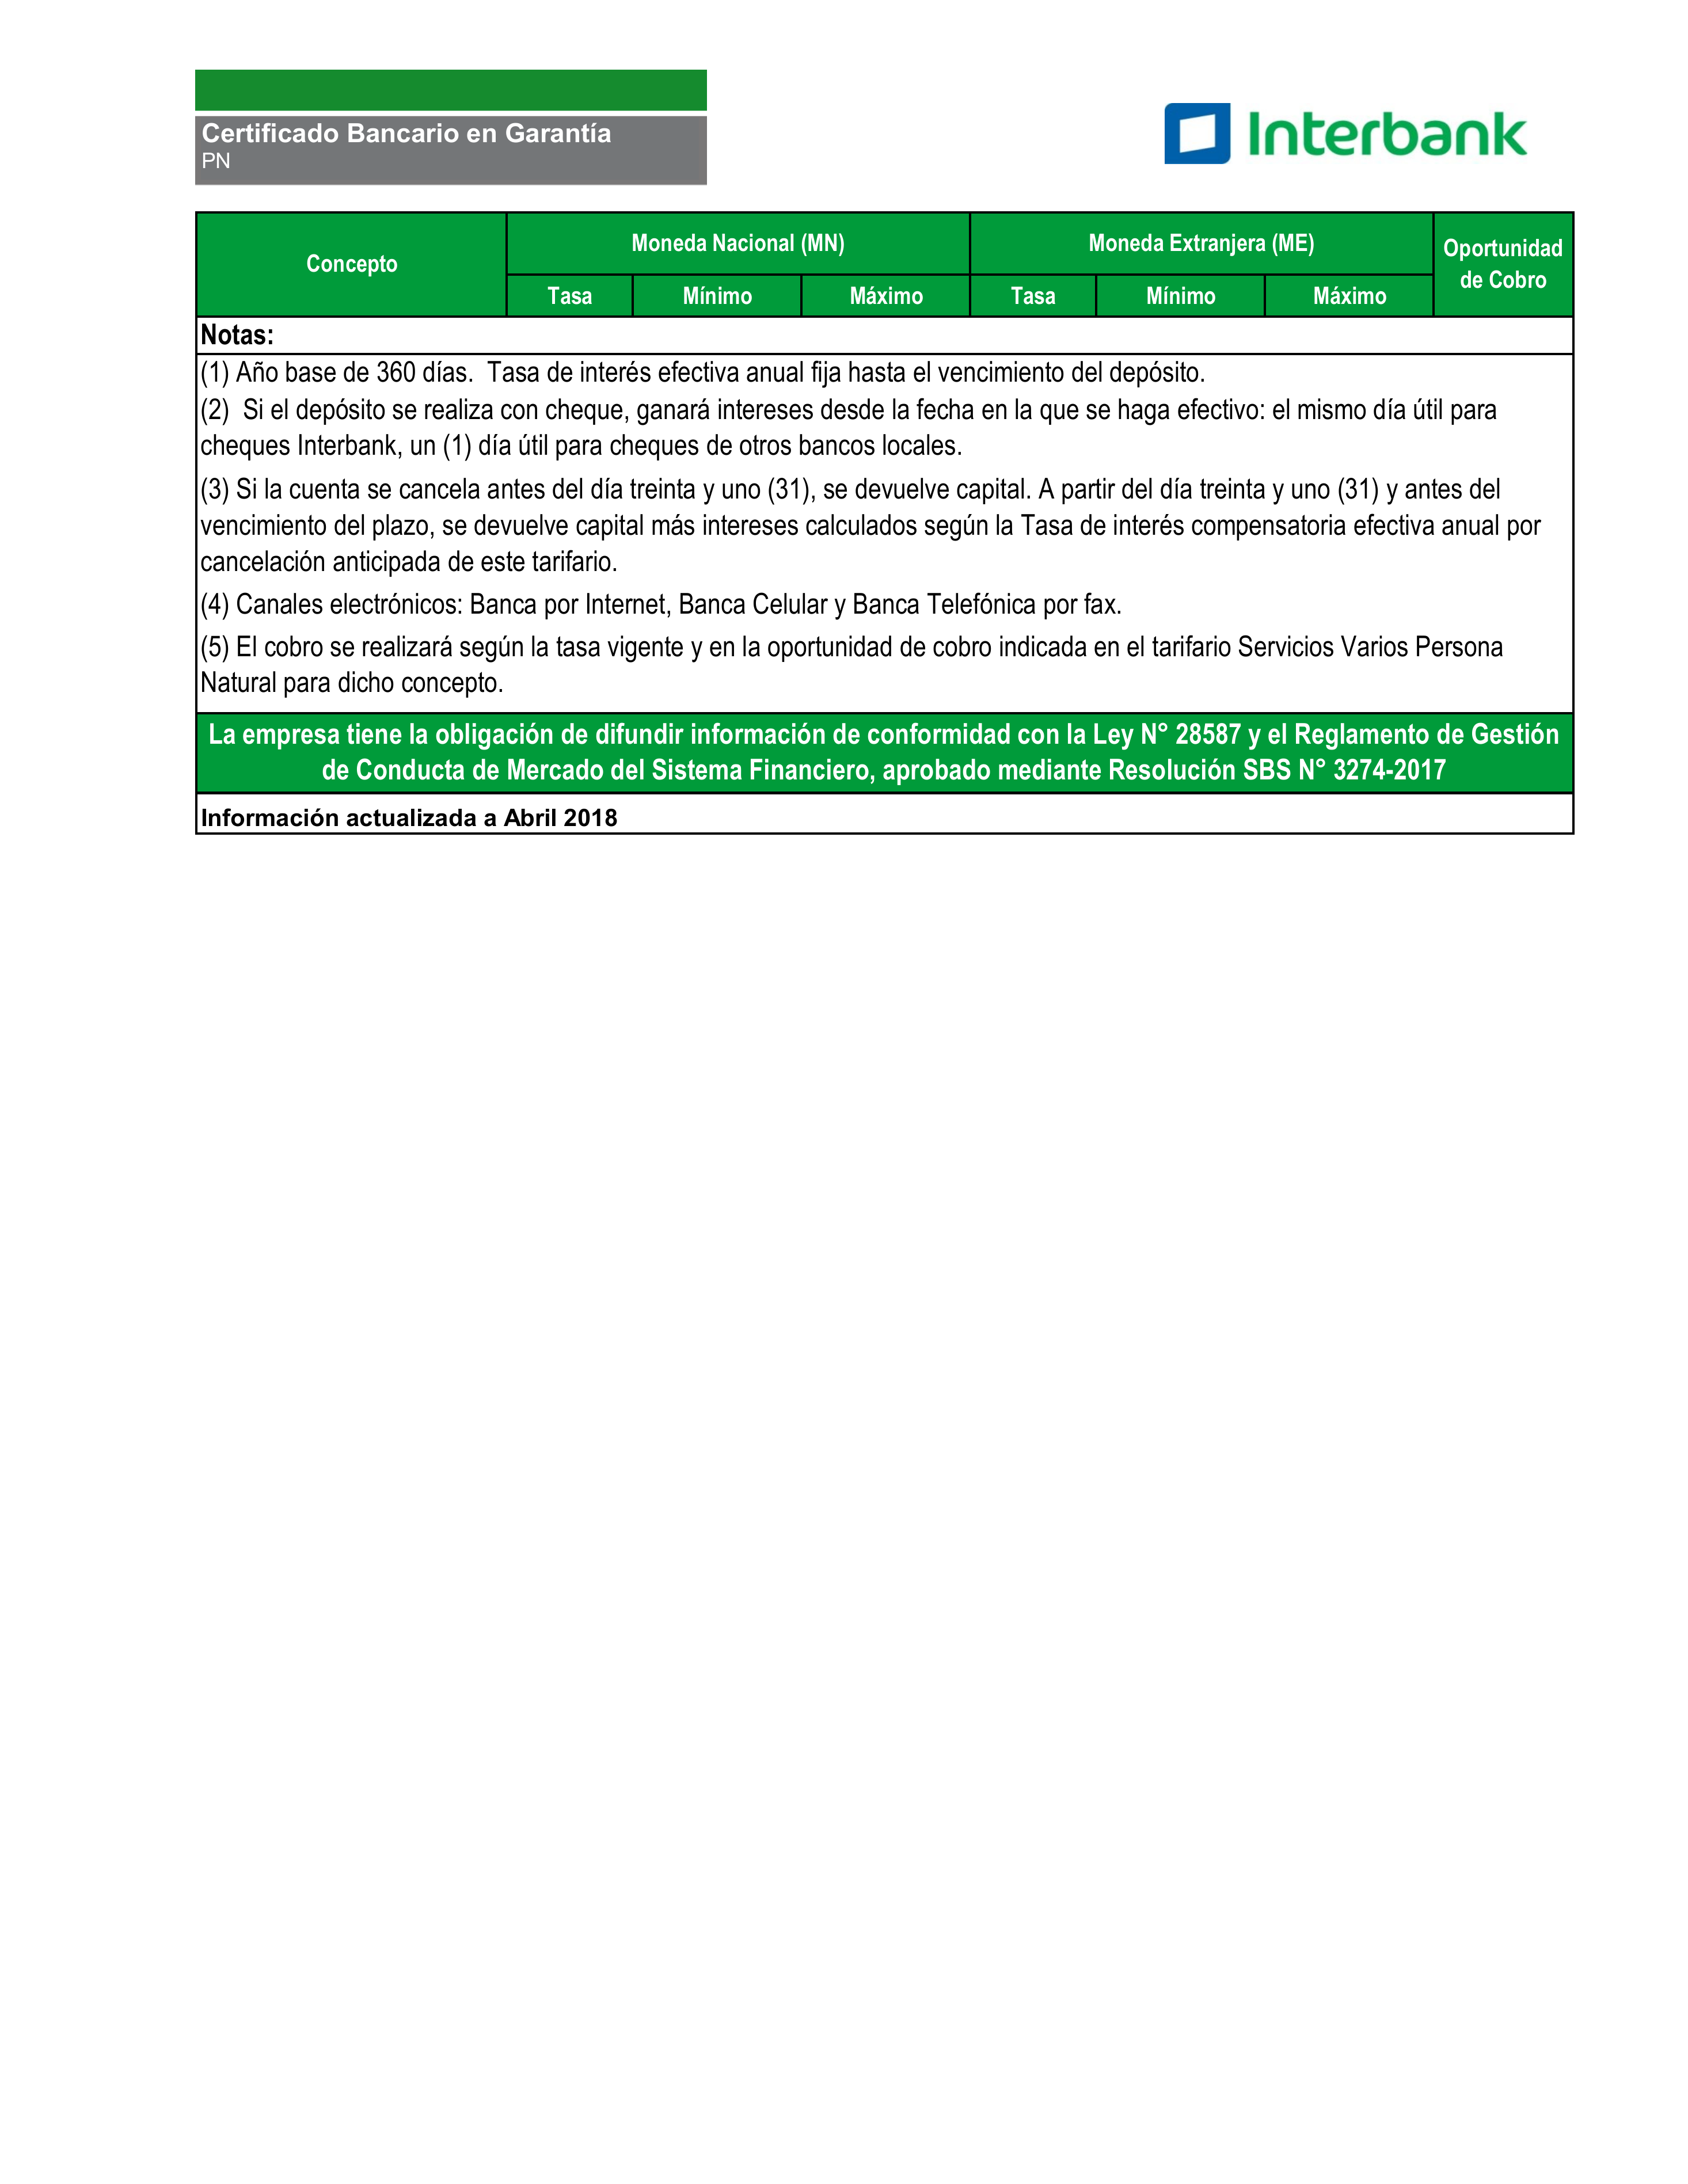 Certificado Bancario en Garantía
PN
Interbank
Concepto
Moneda Nacional (MN)
Moneda Extranjera (ME)
Oportunidad
de Cobro
Tasa
Mínimo
Máximo
Tasa
Mínimo
Máximo
Notas:
(1) Año base de 360 días.  Tasa de interés efectiva anual fija hasta el vencimiento del depósito.
(2)  Si el depósito se realiza con cheque, ganará intereses desde la fecha en la que se haga efectivo: el mismo día útil para
cheques Interbank, un (1) día útil para cheques de otros bancos locales.
(3) Si la cuenta se cancela antes del día treinta y uno (31), se devuelve capital. A partir del día treinta y uno (31) y antes del
vencimiento del plazo, se devuelve capital más intereses calculados según la Tasa de interés compensatoria efectiva anual por
cancelación anticipada de este tarifario.
(4) Canales electrónicos: Banca por Internet, Banca Celular y Banca Telefónica por fax.
(5) El cobro se realizará según la tasa vigente y en la oportunidad de cobro indicada en el tarifario Servicios Varios Persona
Natural para dicho concepto.
La empresa tiene la obligación de difundir información de conformidad con la Ley N° 28587 y el Reglamento de Gestión
de Conducta de Mercado del Sistema Financiero, aprobado mediante Resolución SBS N° 3274-2017
Información actualizada a Abril 2018